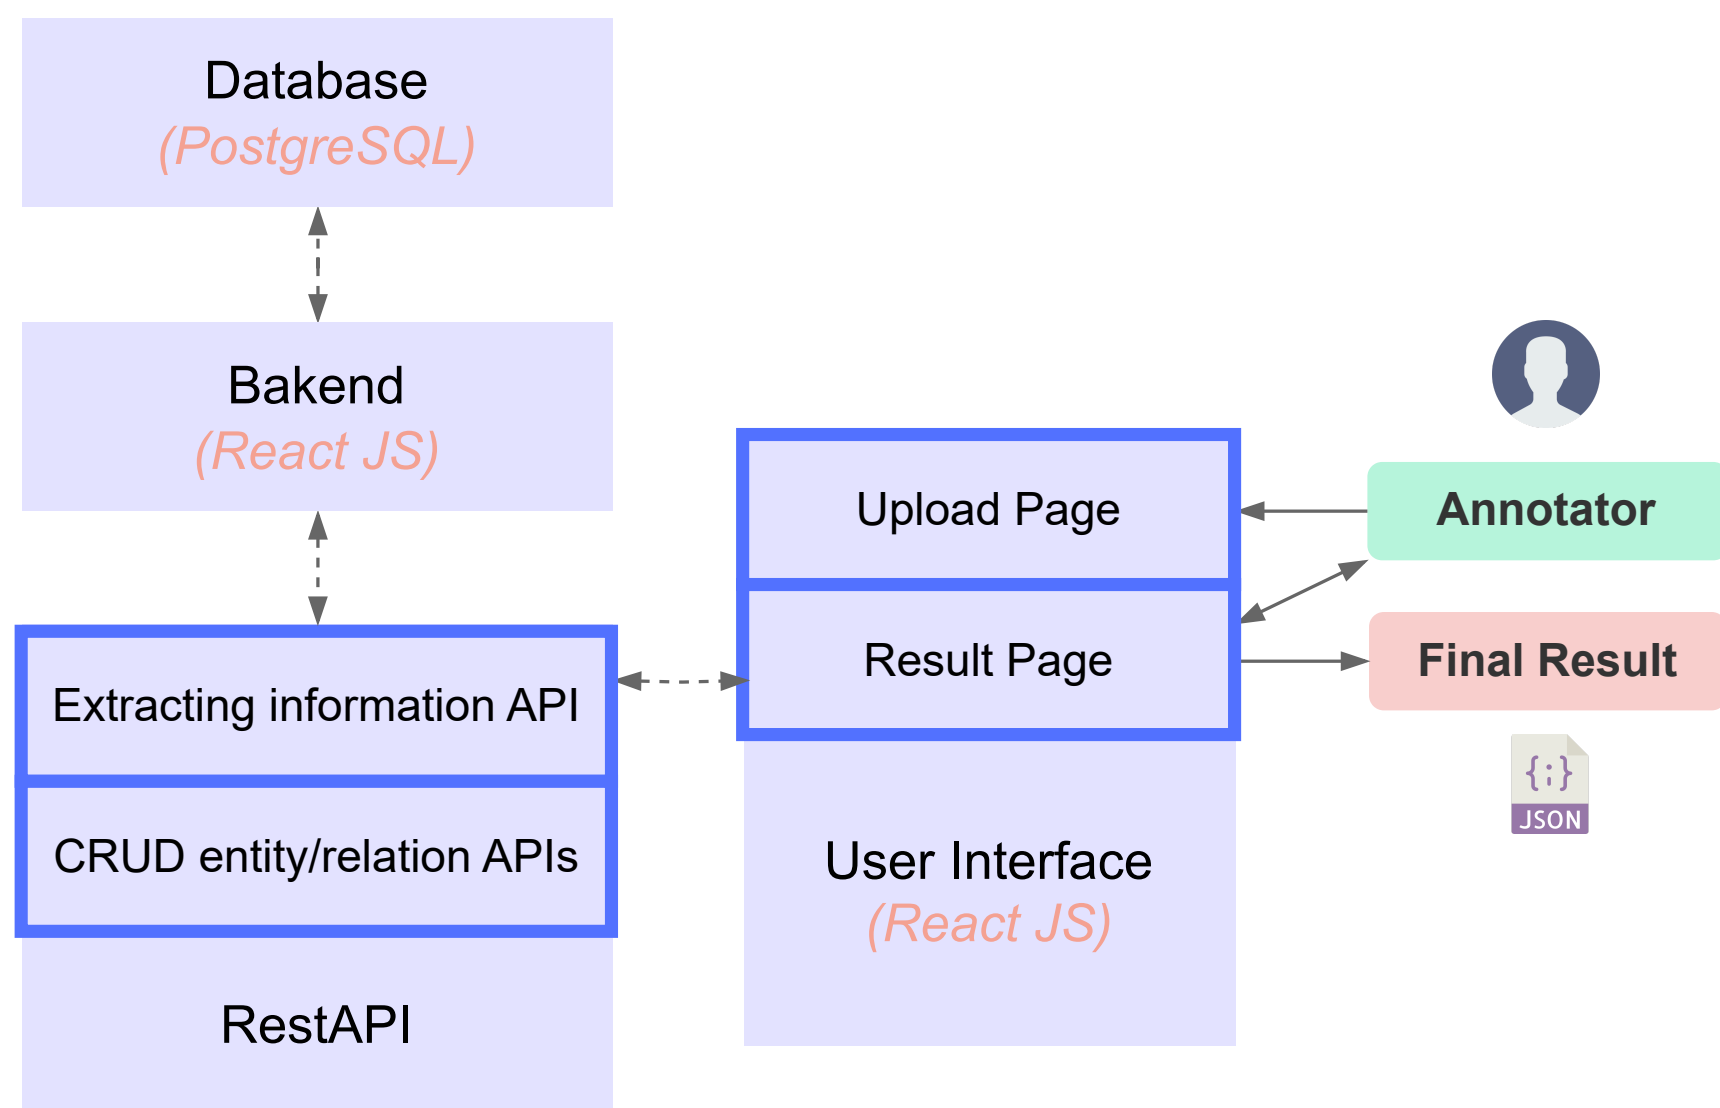 Database
(PostgreSQL)
Bakend
(React JS)
Extracting information API
CRUD entity/relation APIs
RestAPI
Upload Page
Result Page
User Interface
(React JS)
Annotator
Final Result
{;}
JSON